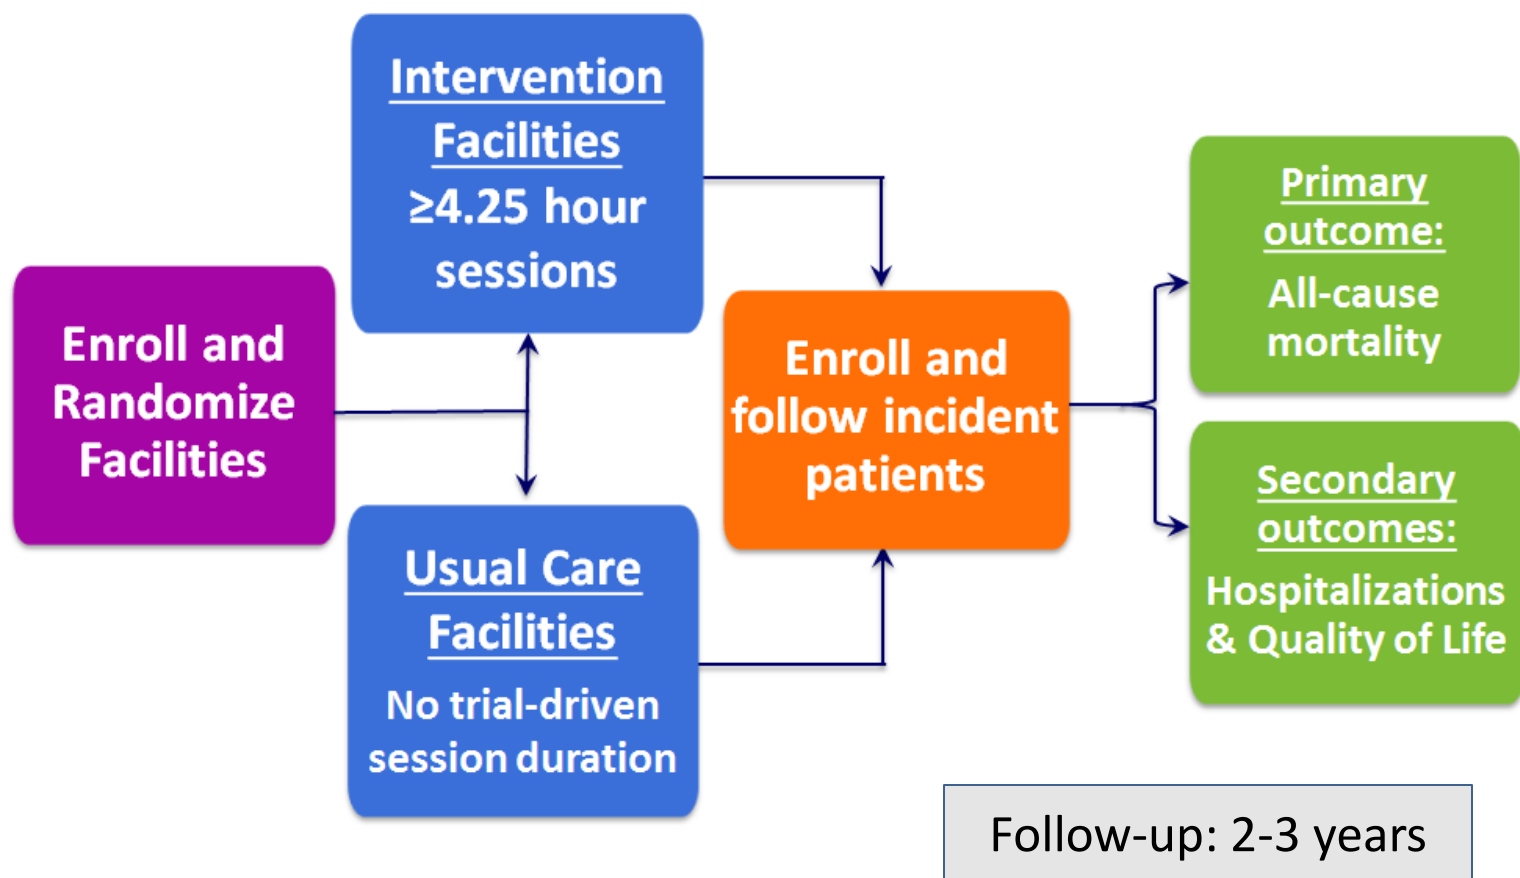 Enroll and
Randomize
Facilities
Intervention
Facilities
≥4.25 hour
sessions
Usual Care
Facilities
No trial-driven
session duration
Enroll and
follow incident
patients
Primary
outcome:
All-cause
mortality
Secondary
outcomes:
Hospitalizations
& Quality of Life
Follow-up: 2-3 years